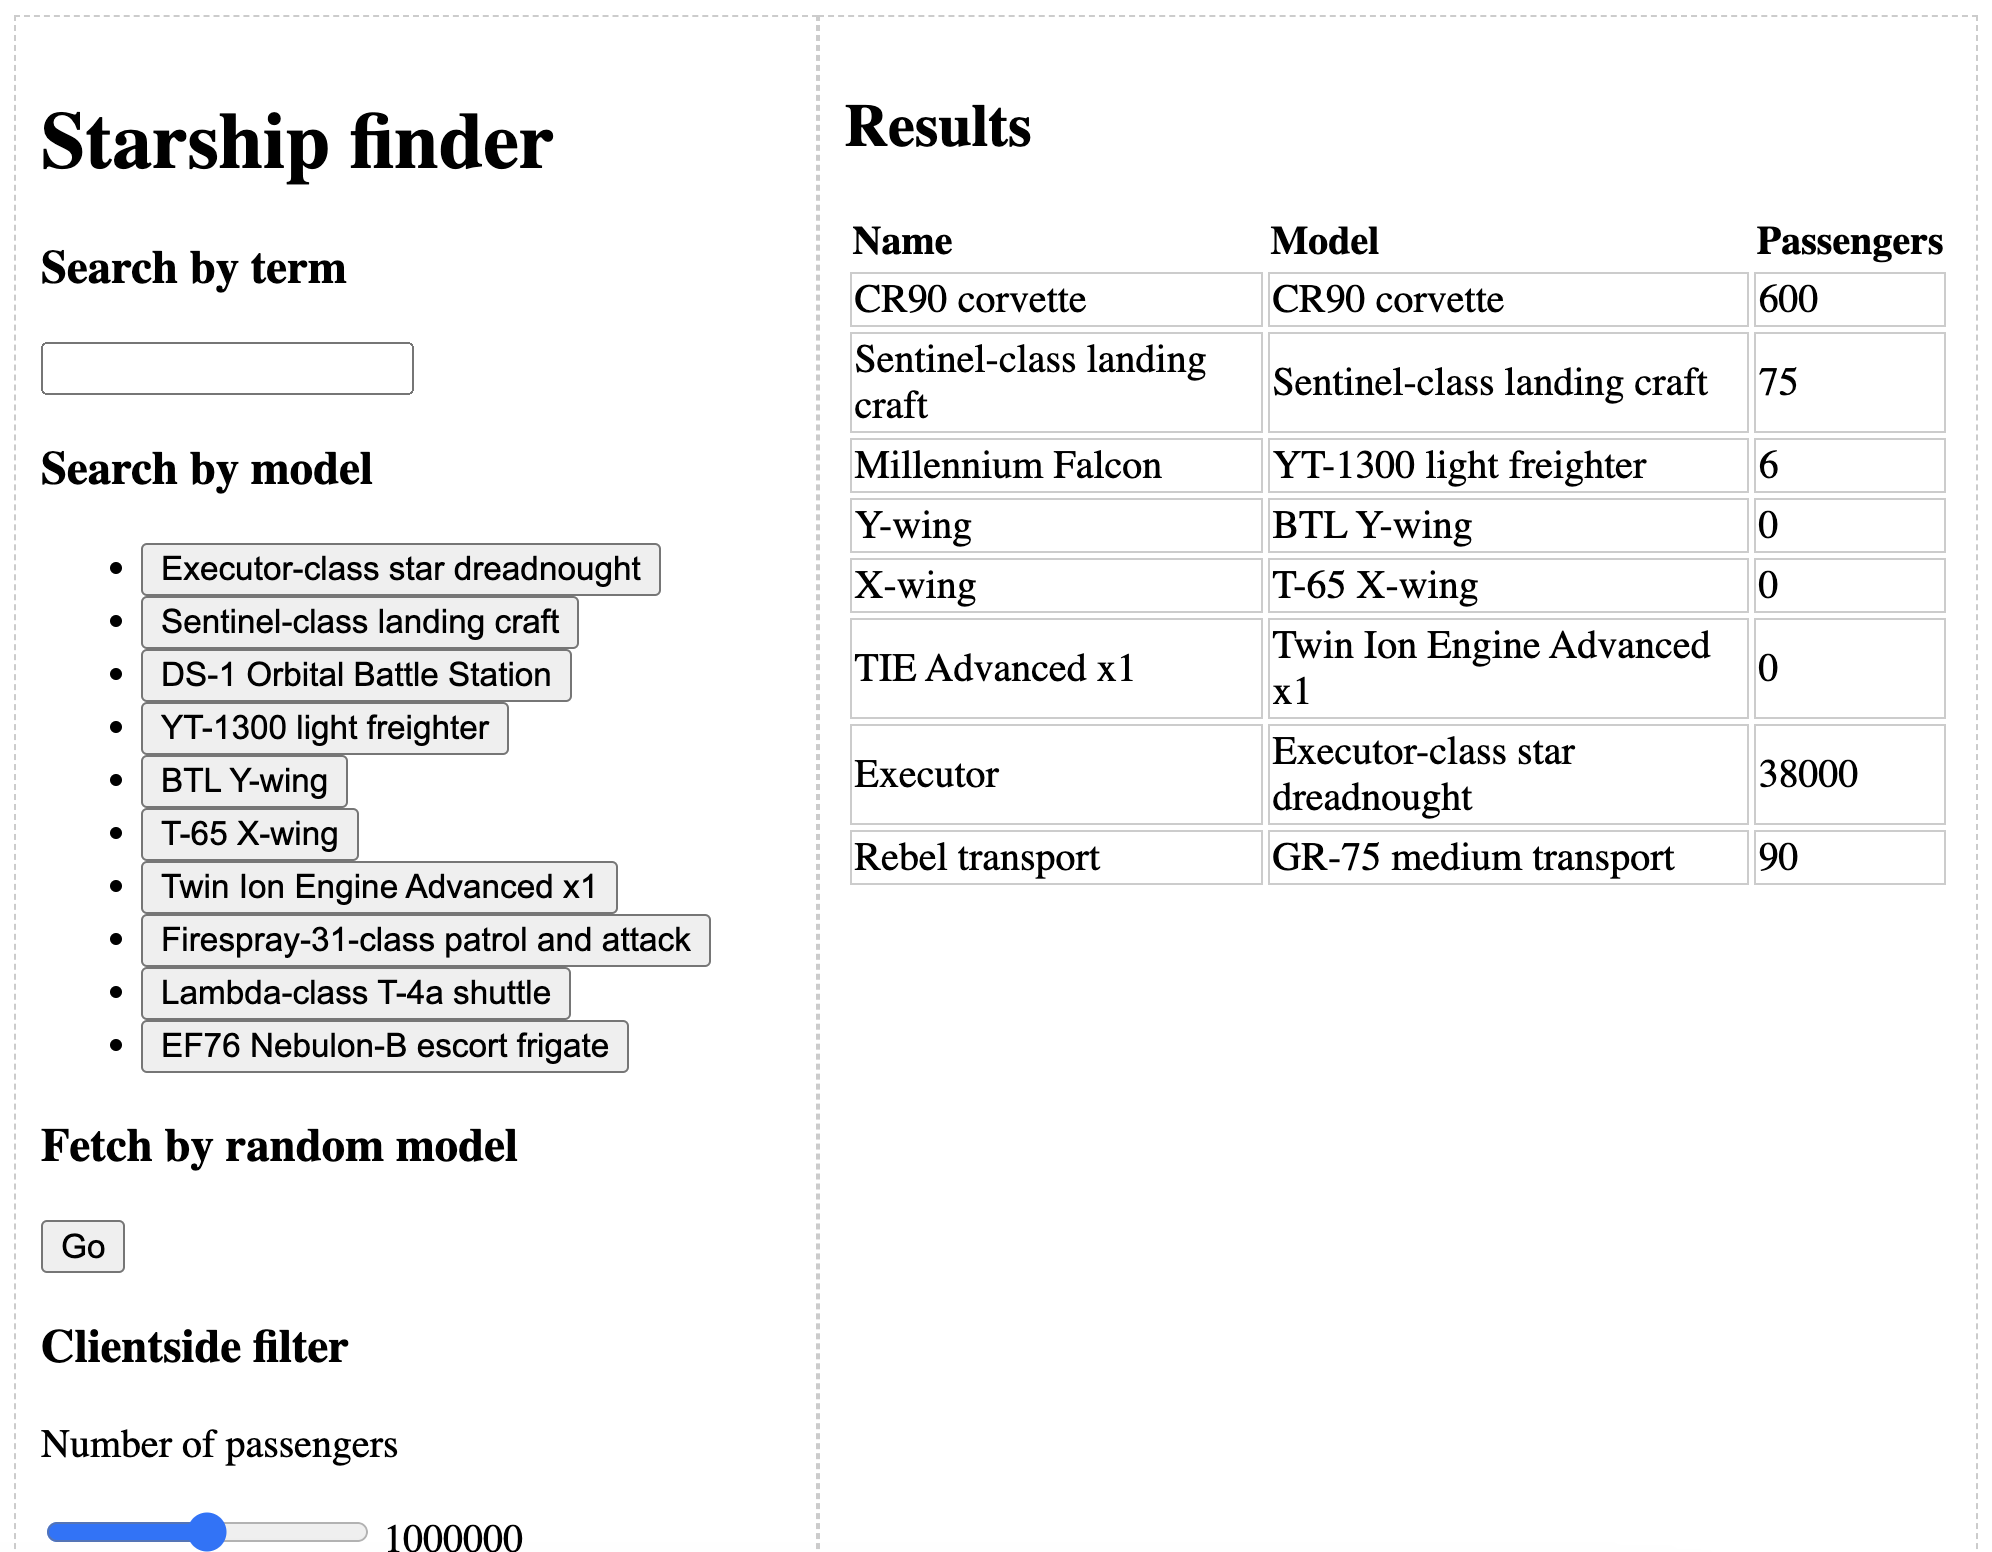 Starship finder
Search by term
Search by model
Executor-class star dreadnought
Sentinel-class landing craft
DS-1 Orbital Battle Station
YT-1300 light freighter
BTL Y-wing
T-65 X-wing
Twin Ion Engine Advanced x1
Firespray-31-class patrol and attack
Lambda-class T-4a shuttle
EF76 Nebulon-B escort frigate
Fetch by random model
Go
Clientside filter
Number of passengers
1000000
Results
Name Model Passengers
CR90 corvette CR90 corvette 600
Sentinel-class landing
craft Sentinel-class landing craft 75
Millennium Falcon YT-1300 light freighter 6
Y-wing BTL Y-wing 0
X-wing T-65 X-wing 0
TIE Advanced x1 Twin Ion Engine Advanced
x1 0
Executor Executor-class star
dreadnought 38000
Rebel transport GR-75 medium transport 90